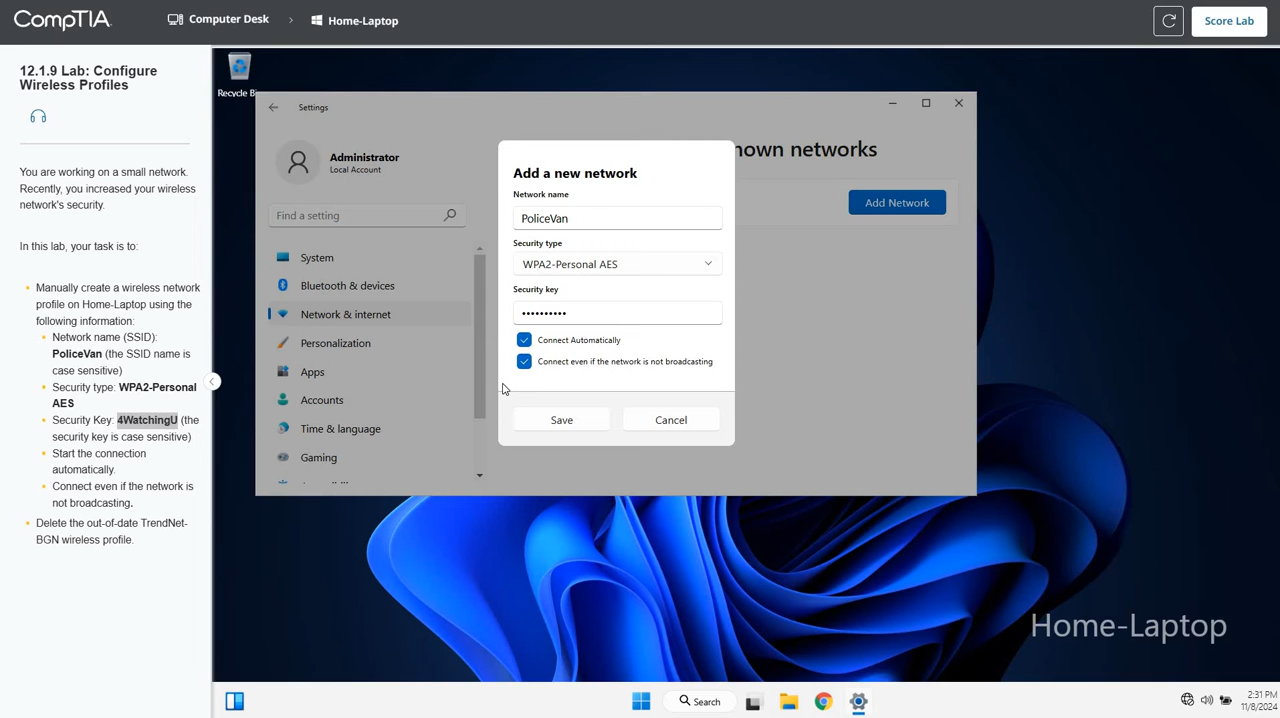 CompTIA.
Computer Desk
Home-Laptop
Score Lab
12.1.9 Lab: Configure
Wireless Profiles
You are working on a small network.
Recently, you increased your wireless
network's security.
In this lab, your task is to:
Manually create a wireless network
profile on Home-Laptop using the
following information:
Network name (SSID):
PoliceVan (the SSID name is
case sensitive)
Security type: WPA2-Personal
AES
Security Key: 4WatchingU (the
security key is case sensitive)
Start the connection
automatically.
Connect even if the network is
not broadcasting.
Delete the out-of-date TrendNet-
BGN wireless profile.
Recycle Bi
Settings
Administrator
Local Account
Find a setting
System
Bluetooth & devices
Network & internet
Personalization
Apps
Accounts
Time & language
Gaming
nown networks
Add Network
Add a new network
Network name
PoliceVan
Security type
WPA2-Personal AES
Security key
••••••••••
Connect Automatically
Connect even if the network is not broadcasting
Save
Cancel
Home-Laptop
Search
2:31 PM
11/8/2024